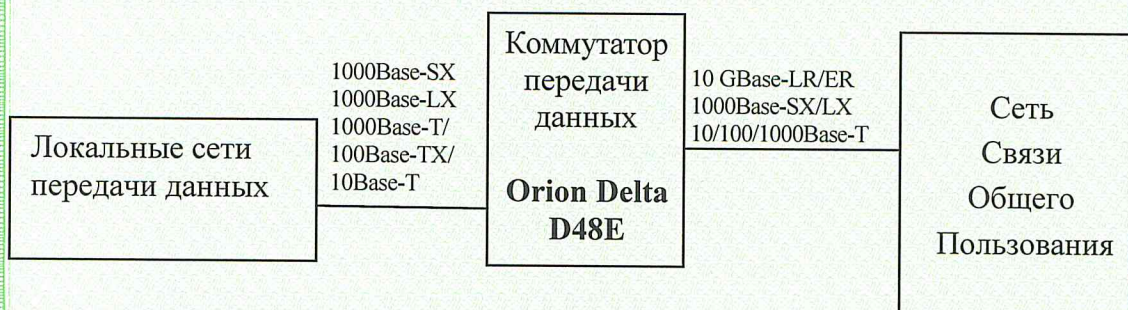 Локальные сети
передачи данных
1000Base-SX
1000Base-LX
1000Base-T/
100Base-TX/
10Base-T
Коммутатор
передачи
данных
Orion Delta
D48E
10 GBase-LR/ER
1000Base-SX/LX
10/100/1000Base-T
Сеть
Связи
Общего
Пользования